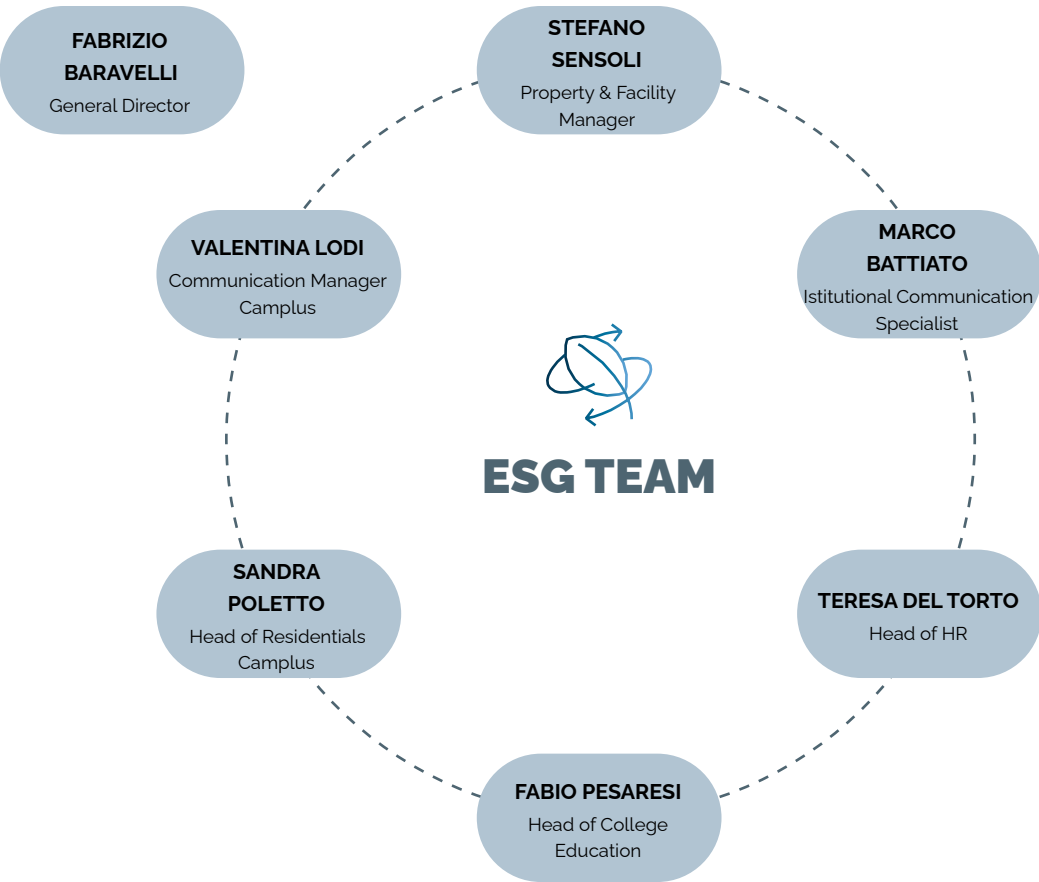 FABRIZIO
BARAVELLI
General Director
STEFANO
SENSOLI
Property & Facility
Manager
VALENTINA LODI
Communication Manager
Camplus
MARCO
BATTIATO
Istitutional Communication
Specialist
ESG TEAM
SANDRA
POLETTO
Head of Residentials
Camplus
TERESA DEL TORTO
Head of HR
FABIO PESARESI
Head of College
Education